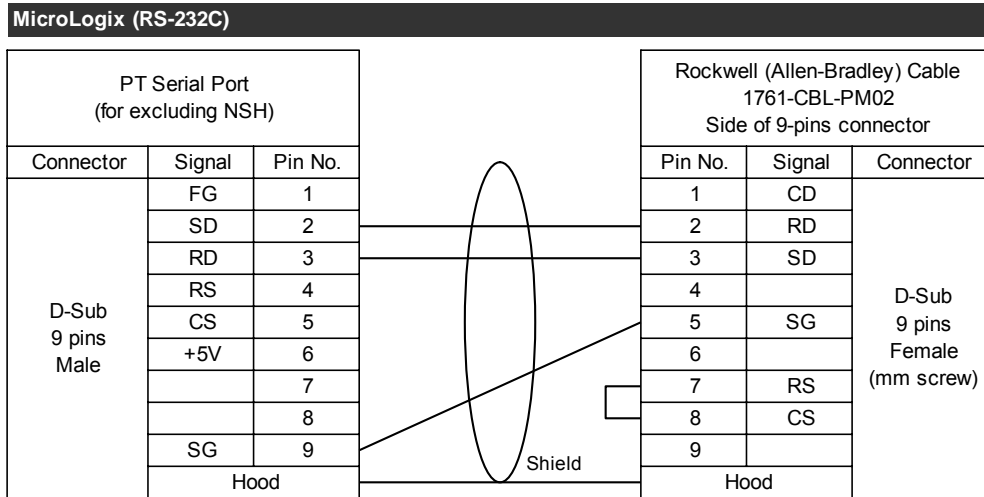 MicroLogix (RS-232C)
PT Serial Port
(for excluding NSH)
Rockwell (Allen-Bradley) Cable
1761-CBL-PM02
Side of 9-pins connector
Connector Signal Pin No. Pin No. Signal Connector
FG 1 1 CD
SD 2 2 RD
RD 3 3 SD
RS 4 4
CS 5 5 SG
+5V 6 6
7 7 RS
8 8 CS
SG 9 9
D-Sub
9 pins
Male
D-Sub
9 pins
Female
(mm screw)
Shield
Hood Hood